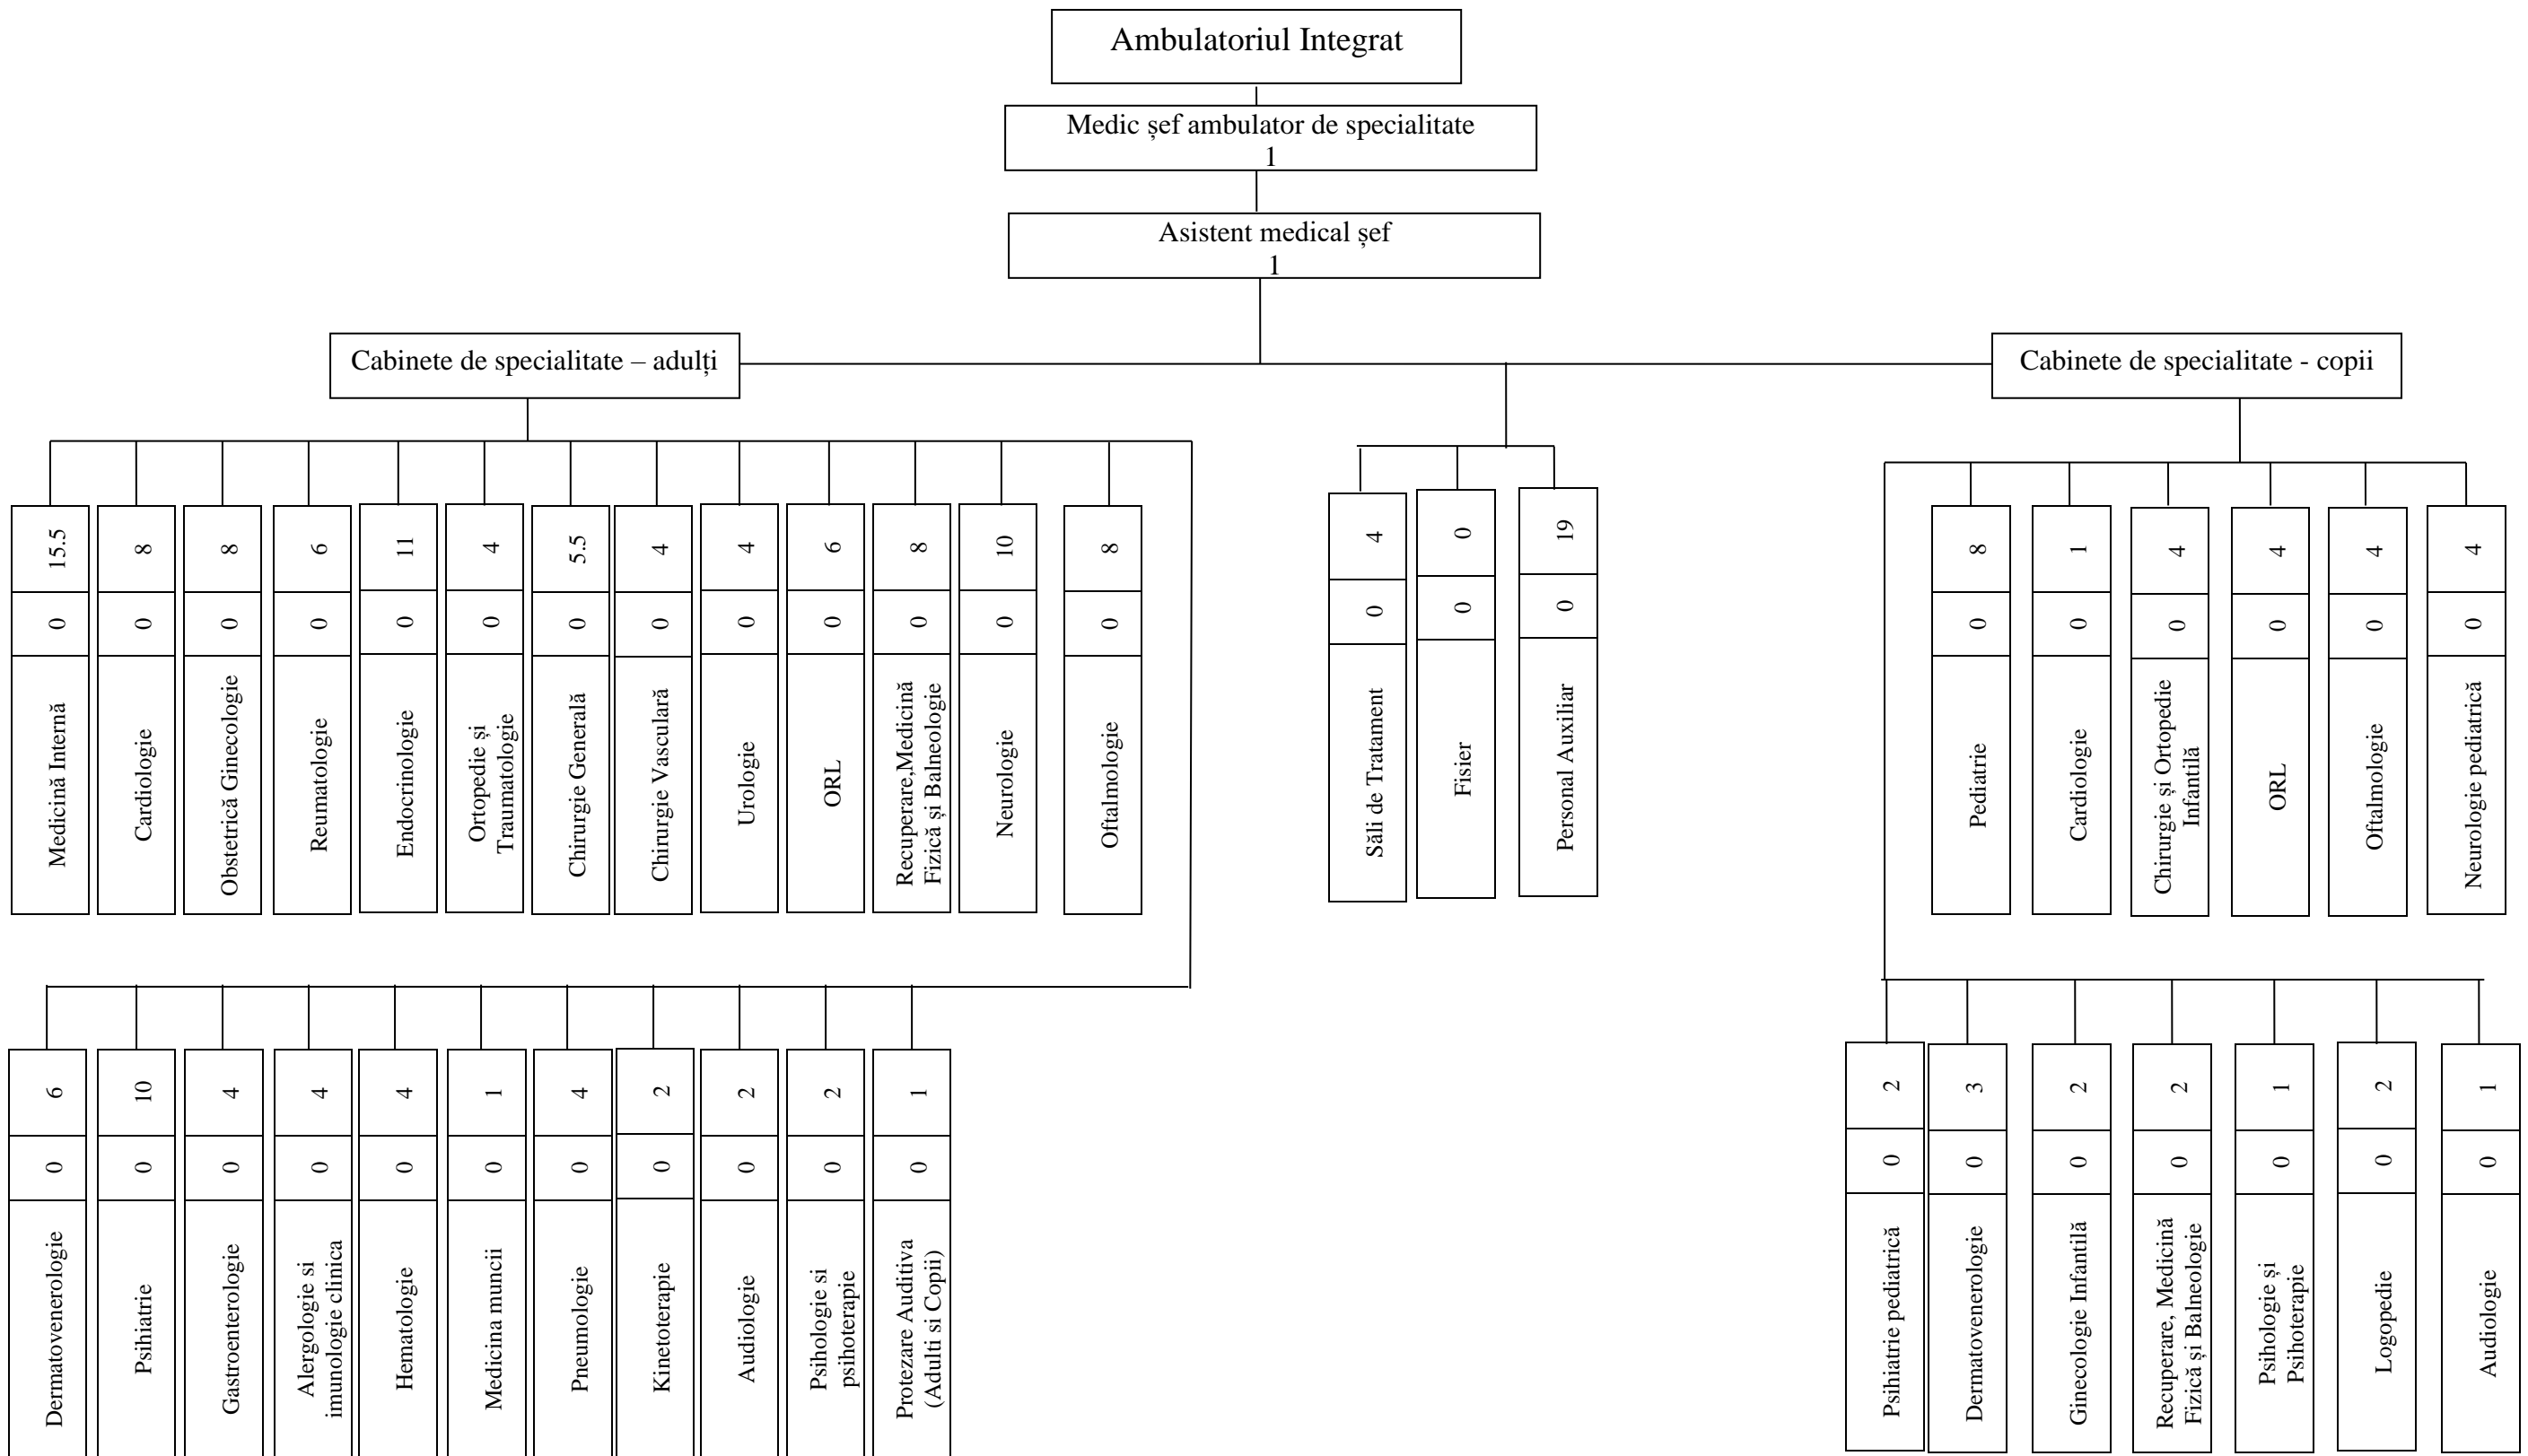 Ambulatoriul Integrat
Medic șef ambulator de specialitate
1
Asistent medical șef
1
Cabinete de specialitate – adulți
Cabinete de specialitate - copii
15.5
0
Medicină Internă
8
0
Cardiologie
8
0
Obstetrică Ginecologie
6
0
Reumatologie
11
0
Endocrinologie
4
0
Ortopedie și
Traumatologie
5.5
0
Chirurgie Generală
4
0
Chirurgie Vasculară
4
0
Urologie
6
0
ORL
8
0
Recuperare,Medicină
Fizică și Balneologie
10
0
Neurologie
8
0
Oftalmologie
4
0
Săli de Tratament
0
0
Fisier
19
0
Personal Auxiliar
8
0
Pediatrie
1
0
Cardiologie
4
0
Chirurgie și Ortopedie
Infantilă
4
0
ORL
4
0
Oftalmologie
4
0
Neurologie pediatrică
6
0
Dermatovenerologie
10
0
Psihiatrie
4
0
Gastroenterologie
4
0
Alergologie si
imunologie clinica
4
0
Hematologie
1
0
Medicina muncii
4
0
Pneumologie
2
0
Kinetoterapie
2
0
Audiologie
2
0
Psihologie si
psihoterapie
1
0
Protezare Auditiva
(Adulti si Copii)
2
0
Psihiatrie pediatrică
3
0
Dermatovenerologie
2
0
Ginecologie Infantilă
2
0
Recuperare, Medicină
Fizică și Balneologie
1
0
Psihologie și
Psihoterapie
2
0
Logopedie
1
0
Audiologie